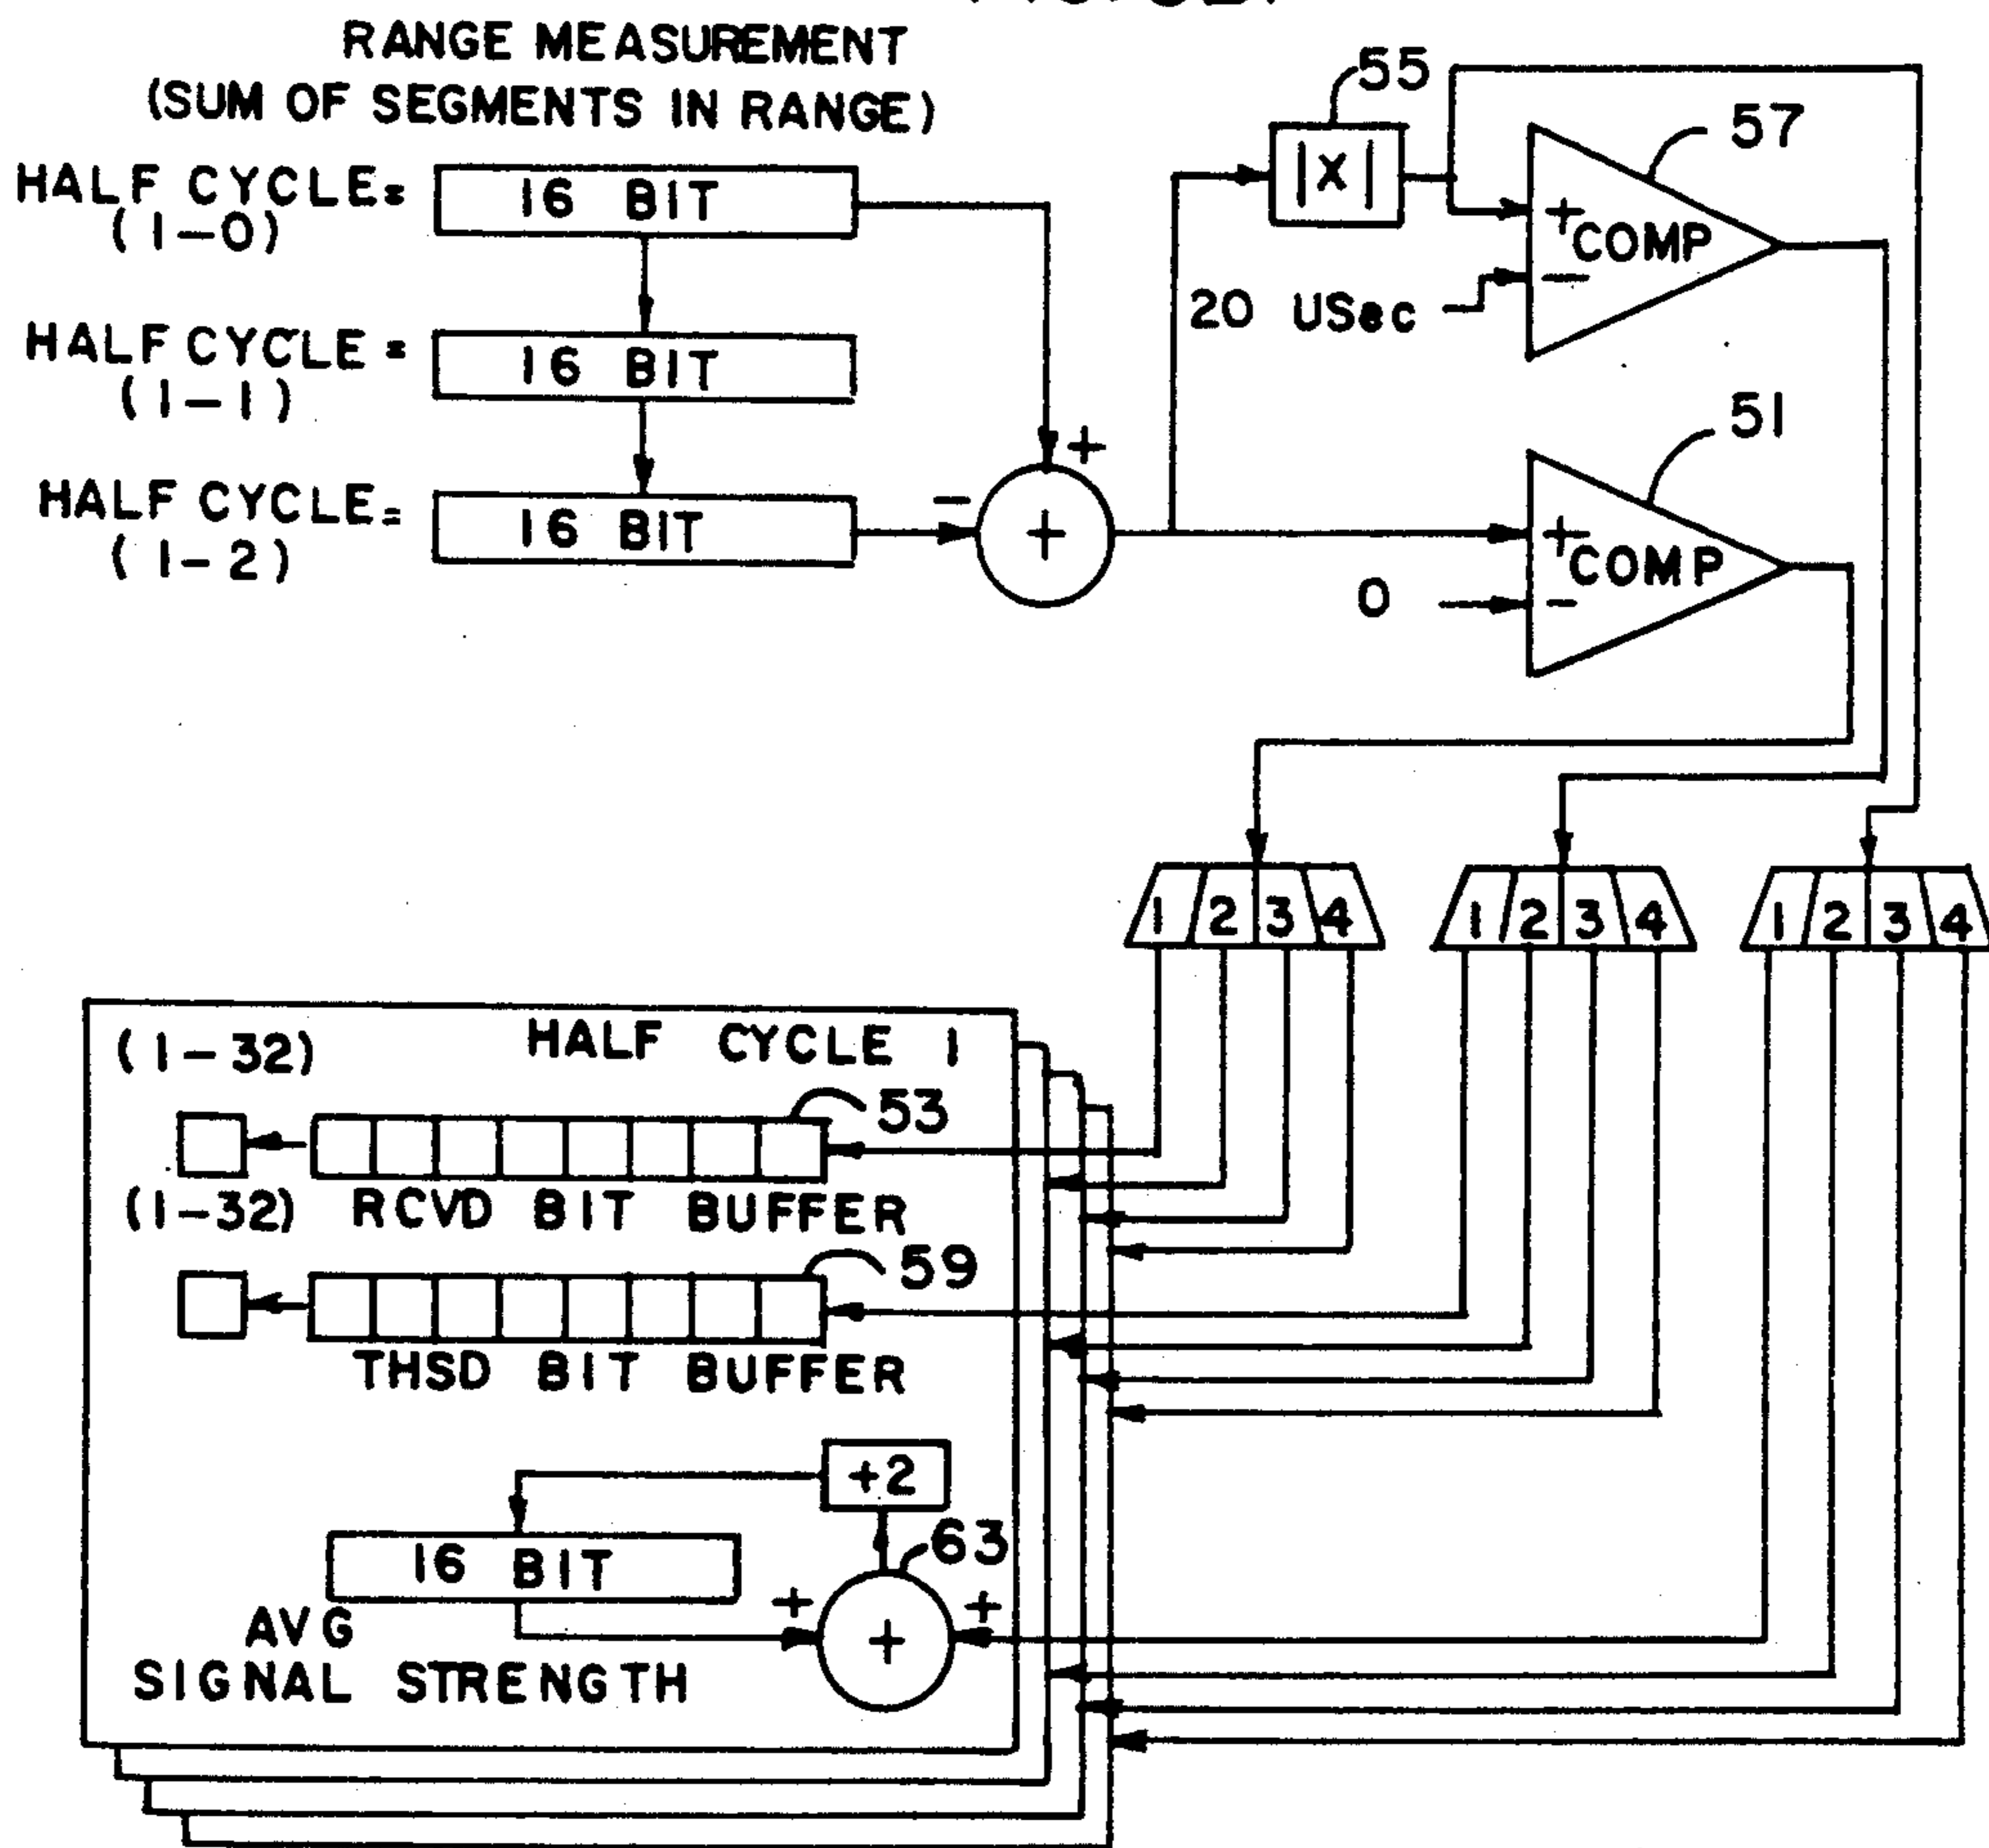 RANGE MEASUREMENT
(SUM OF SEGMENTS IN RANGE)
HALF CYCLE=
(1-0)
16 BIT
HALF CYCLE =
(1-1)
16 BIT
HALF CYCLE=
(1-2)
16 BIT
+
-
+
55
|X|
57
+
COMP
-
20 USec
51
+
COMP
-
0
1 2 3 4
1 2 3 4
1 2 3 4
(1-32) HALF CYCLE 1
53
(1-32) RCVD BIT BUFFER
59
THSD BIT BUFFER
+2
63
16 BIT
+
+
+
AVG
SIGNAL STRENGTH